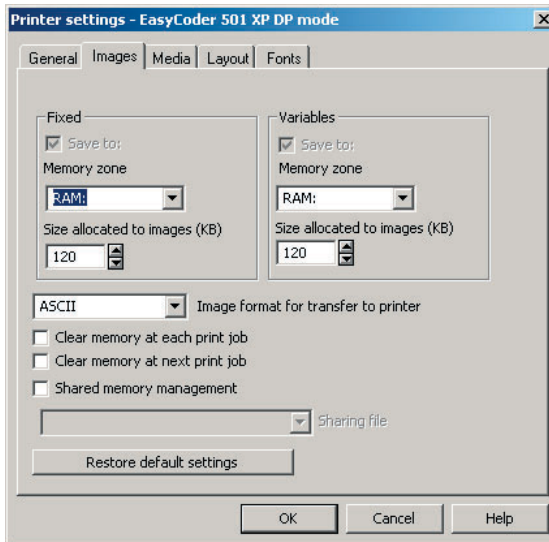 Printer settings - EasyCoder 501 XP DP mode
General Images Media Layout Fonts
Fixed
Save to:
Memory zone
RAM:
Size allocated to images (KB)
120
Variables
Save to:
Memory zone
RAM:
Size allocated to images (KB)
120
ASCII Image format for transfer to printer
Clear memory at each print job
Clear memory at next print job
Shared memory management
Sharing file
Restore default settings
OK Cancel Help